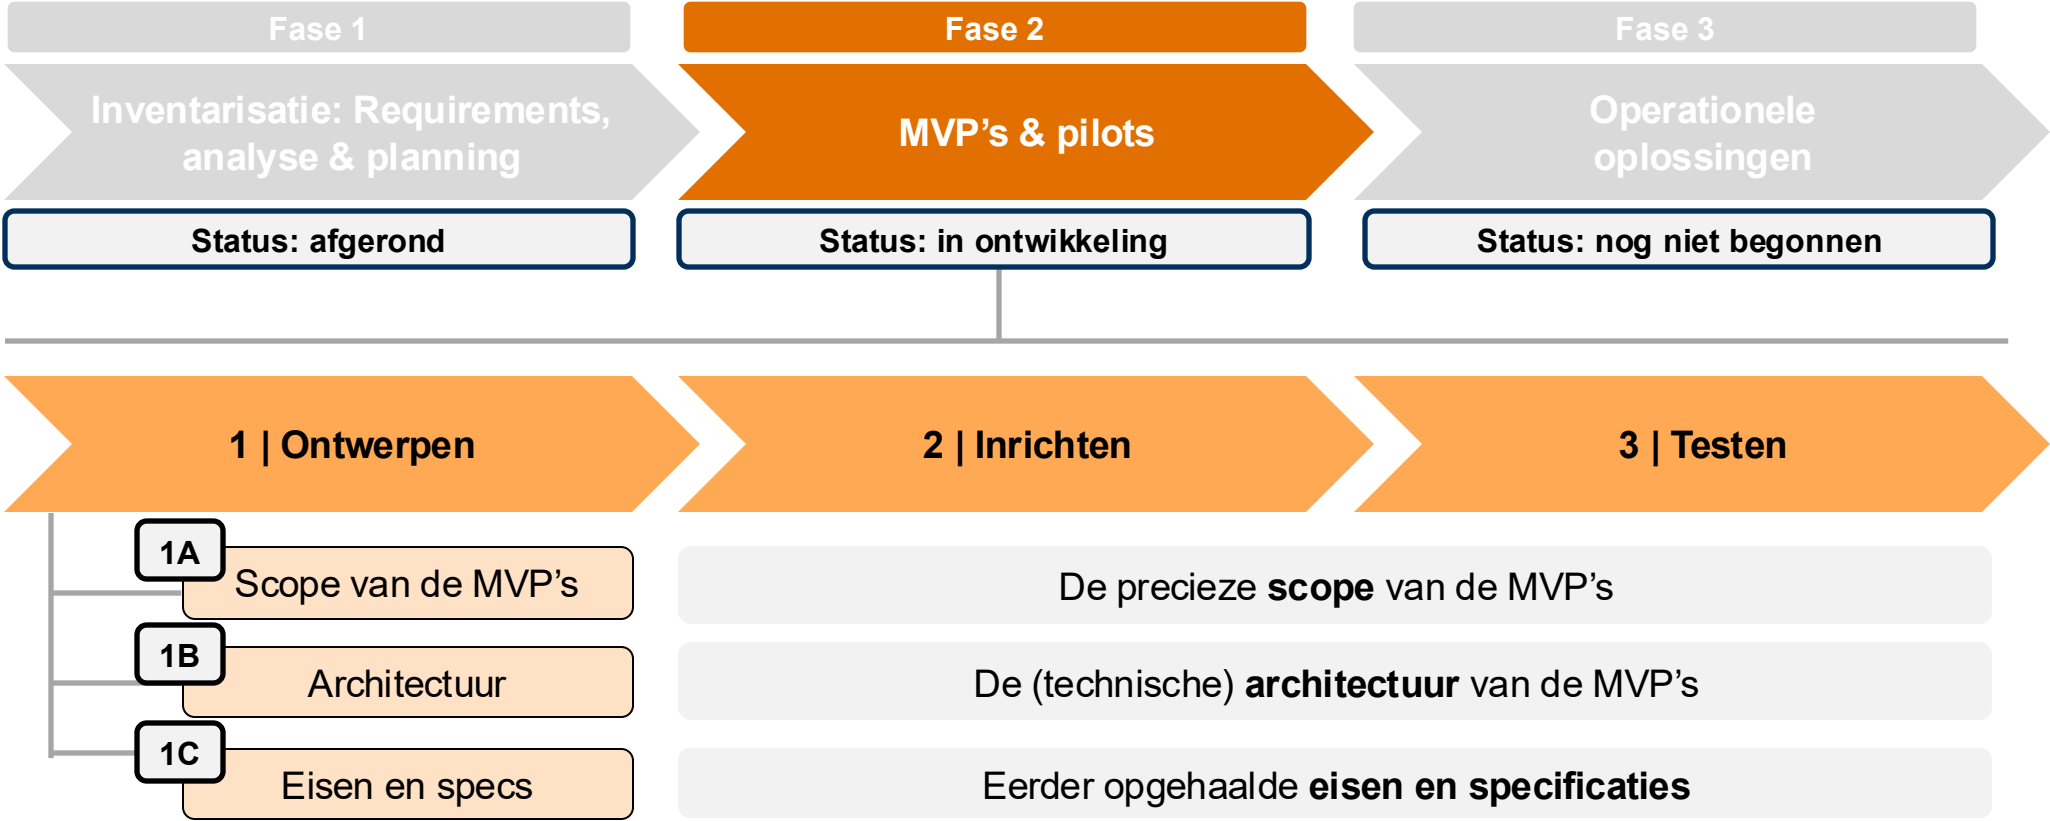 Fase 1
Fase 2
Fase 3
Inventarisatie: Requirements,
analyse & planning
MVP's & pilots
Operationele
oplossingen
Status: afgerond
Status: in ontwikkeling
Status: nog niet begonnen
1 | Ontwerpen
2 | Inrichten
3 | Testen
1A
Scope van de MVP's
De precieze scope van de MVP's
1B
Architectuur
De (technische) architectuur van de MVP's
1C
Eisen en specs
Eerder opgehaalde eisen en specificaties